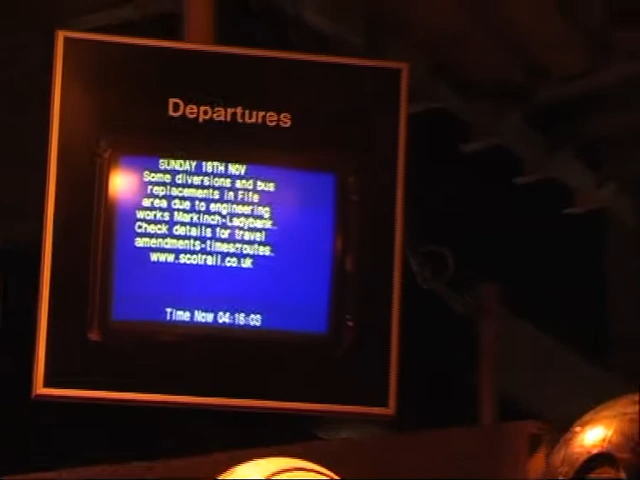 Departures
SUNDAY 18TH NOV
Some diversions and bus
replacements in Fife
area due to engineering
works Markinch-Ladybank.
Check details for travel
amendments-times/routes.
www.scotrail.co.uk
Time Now 04:16:03